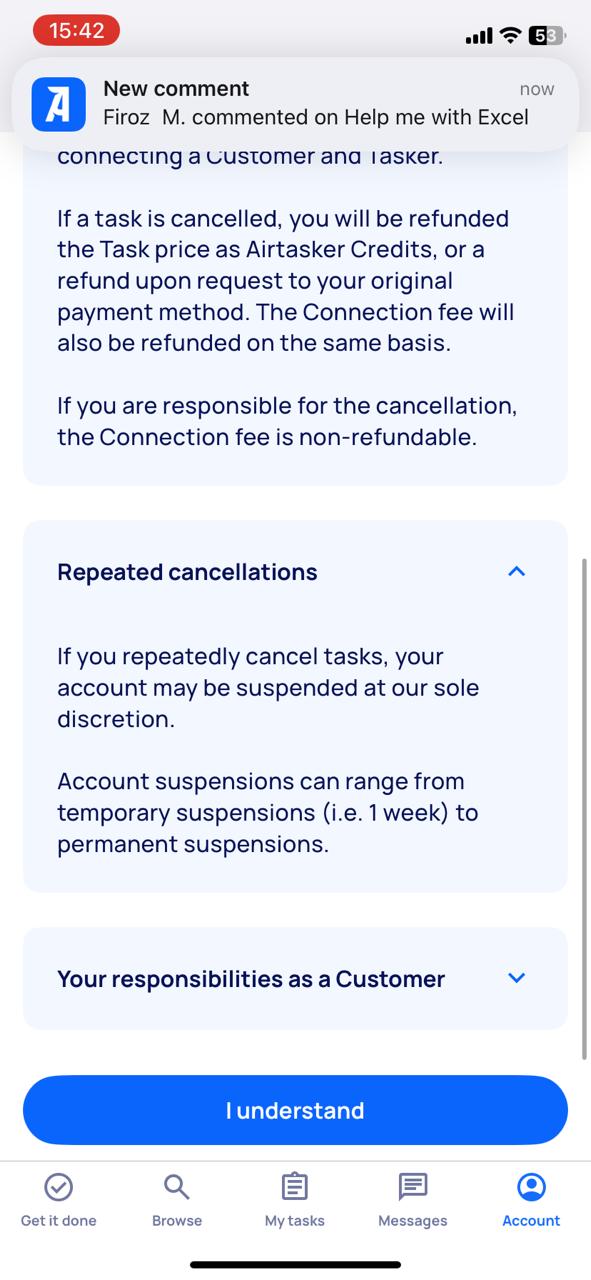 15:42
53
New comment
now
Firoz M. commented on Help me with Excel
connecting a Customer and Tasker.
If a task is cancelled, you will be refunded
the Task price as Airtasker Credits, or a
refund upon request to your original
payment method. The Connection fee will
also be refunded on the same basis.
If you are responsible for the cancellation,
the Connection fee is non-refundable.
Repeated cancellations
If you repeatedly cancel tasks, your
account may be suspended at our sole
discretion.
Account suspensions can range from
temporary suspensions (i.e. 1 week) to
permanent suspensions.
Your responsibilities as a Customer
I understand
Get it done
Browse
My tasks
Messages
Account